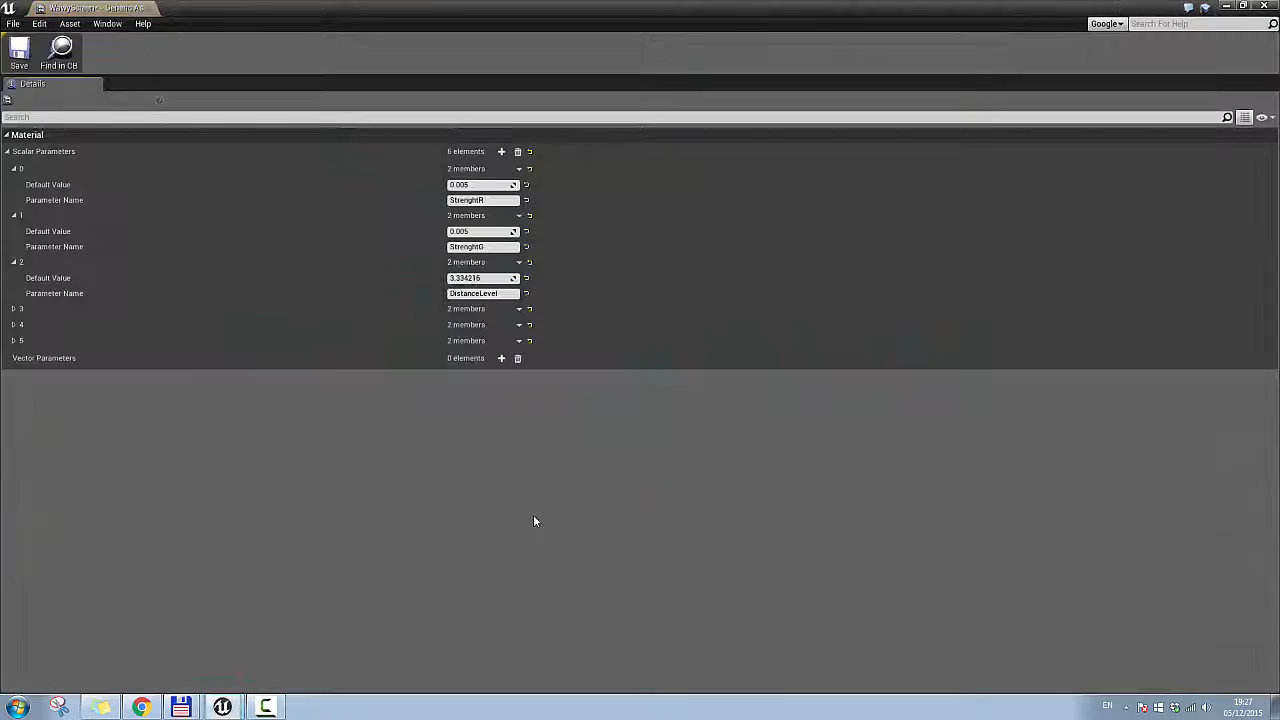 WavyScreen* - Generic As
File Edit Asset Window Help
Google Search For Help
Save Find in CB
Details
Search
Material
Scalar Parameters 6 elements
0 2 members
Default Value 0.005
Parameter Name StrenghtR
1 2 members
Default Value 0.005
Parameter Name StrenghtG
2 2 members
Default Value 3.334216
Parameter Name DistanceLevel
3 2 members
4 2 members
5 2 members
Vector Parameters 0 elements
EN 19:27
05/12/2015